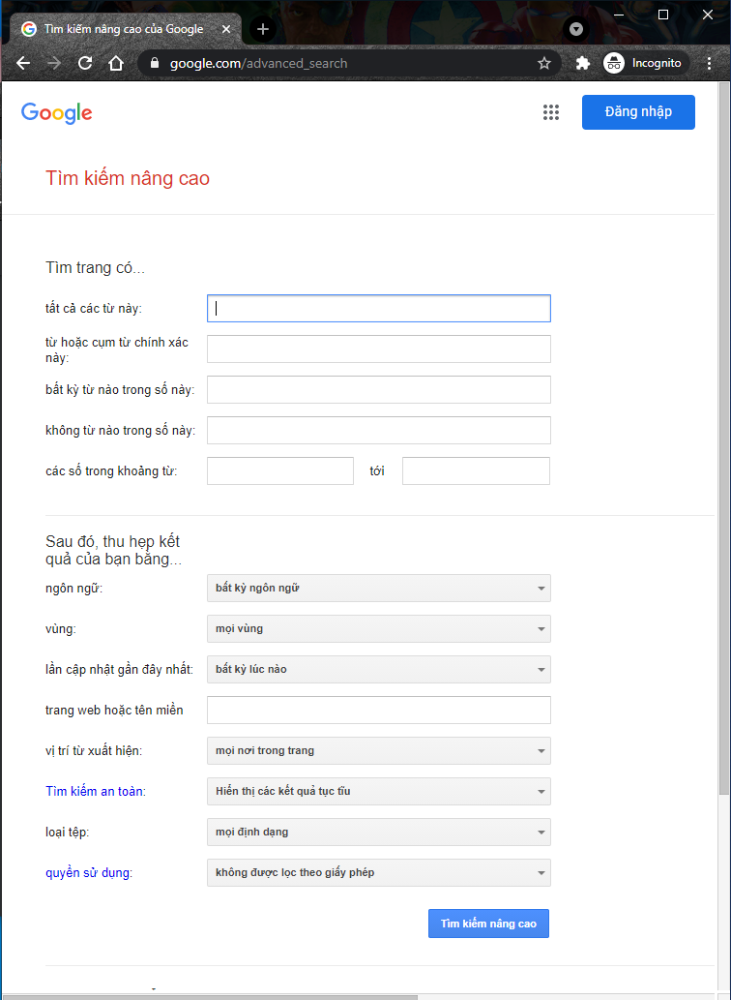 Tìm kiếm nâng cao của Google
google.com/advanced_search
Incognito
Google
Đăng nhập
Tìm kiếm nâng cao
Tìm trang có...
tất cả các từ này:
từ hoặc cụm từ chính xác
này:
bất kỳ từ nào trong số này:
không từ nào trong số này:
các số trong khoảng từ:
tới
Sau đó, thu hẹp kết
quả của bạn bằng...
ngôn ngữ:
bất kỳ ngôn ngữ
vùng:
mọi vùng
lần cập nhật gần đây nhất:
bất kỳ lúc nào
trang web hoặc tên miền
vị trí từ xuất hiện:
mọi nơi trong trang
Tìm kiếm an toàn:
Hiển thị các kết quả tục tĩu
loại tệp:
mọi định dạng
quyền sử dụng:
không được lọc theo giấy phép
Tìm kiếm nâng cao